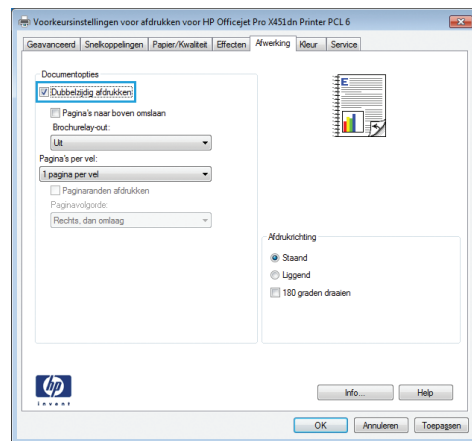 Voorkeursinstellingen voor afdrukken voor HP Officejet Pro X451dn Printer PCL 6
Geavanceerd Snelkoppelingen Papier/Kwaliteit Effecten Afwerking Kleur Service
Documentopties
Dubbelzijdig afdrukken
Pagina's naar boven omslaan
Brochurelay-out:
Uit
Pagina's per vel:
1 pagina per vel
Paginaranden afdrukken
Paginavolgorde:
Rechts, dan omlaag
E
Afdrukrichting
Staand
Liggend
180 graden draaien
hp
invent
Info... Help
OK Annuleren Toepassen